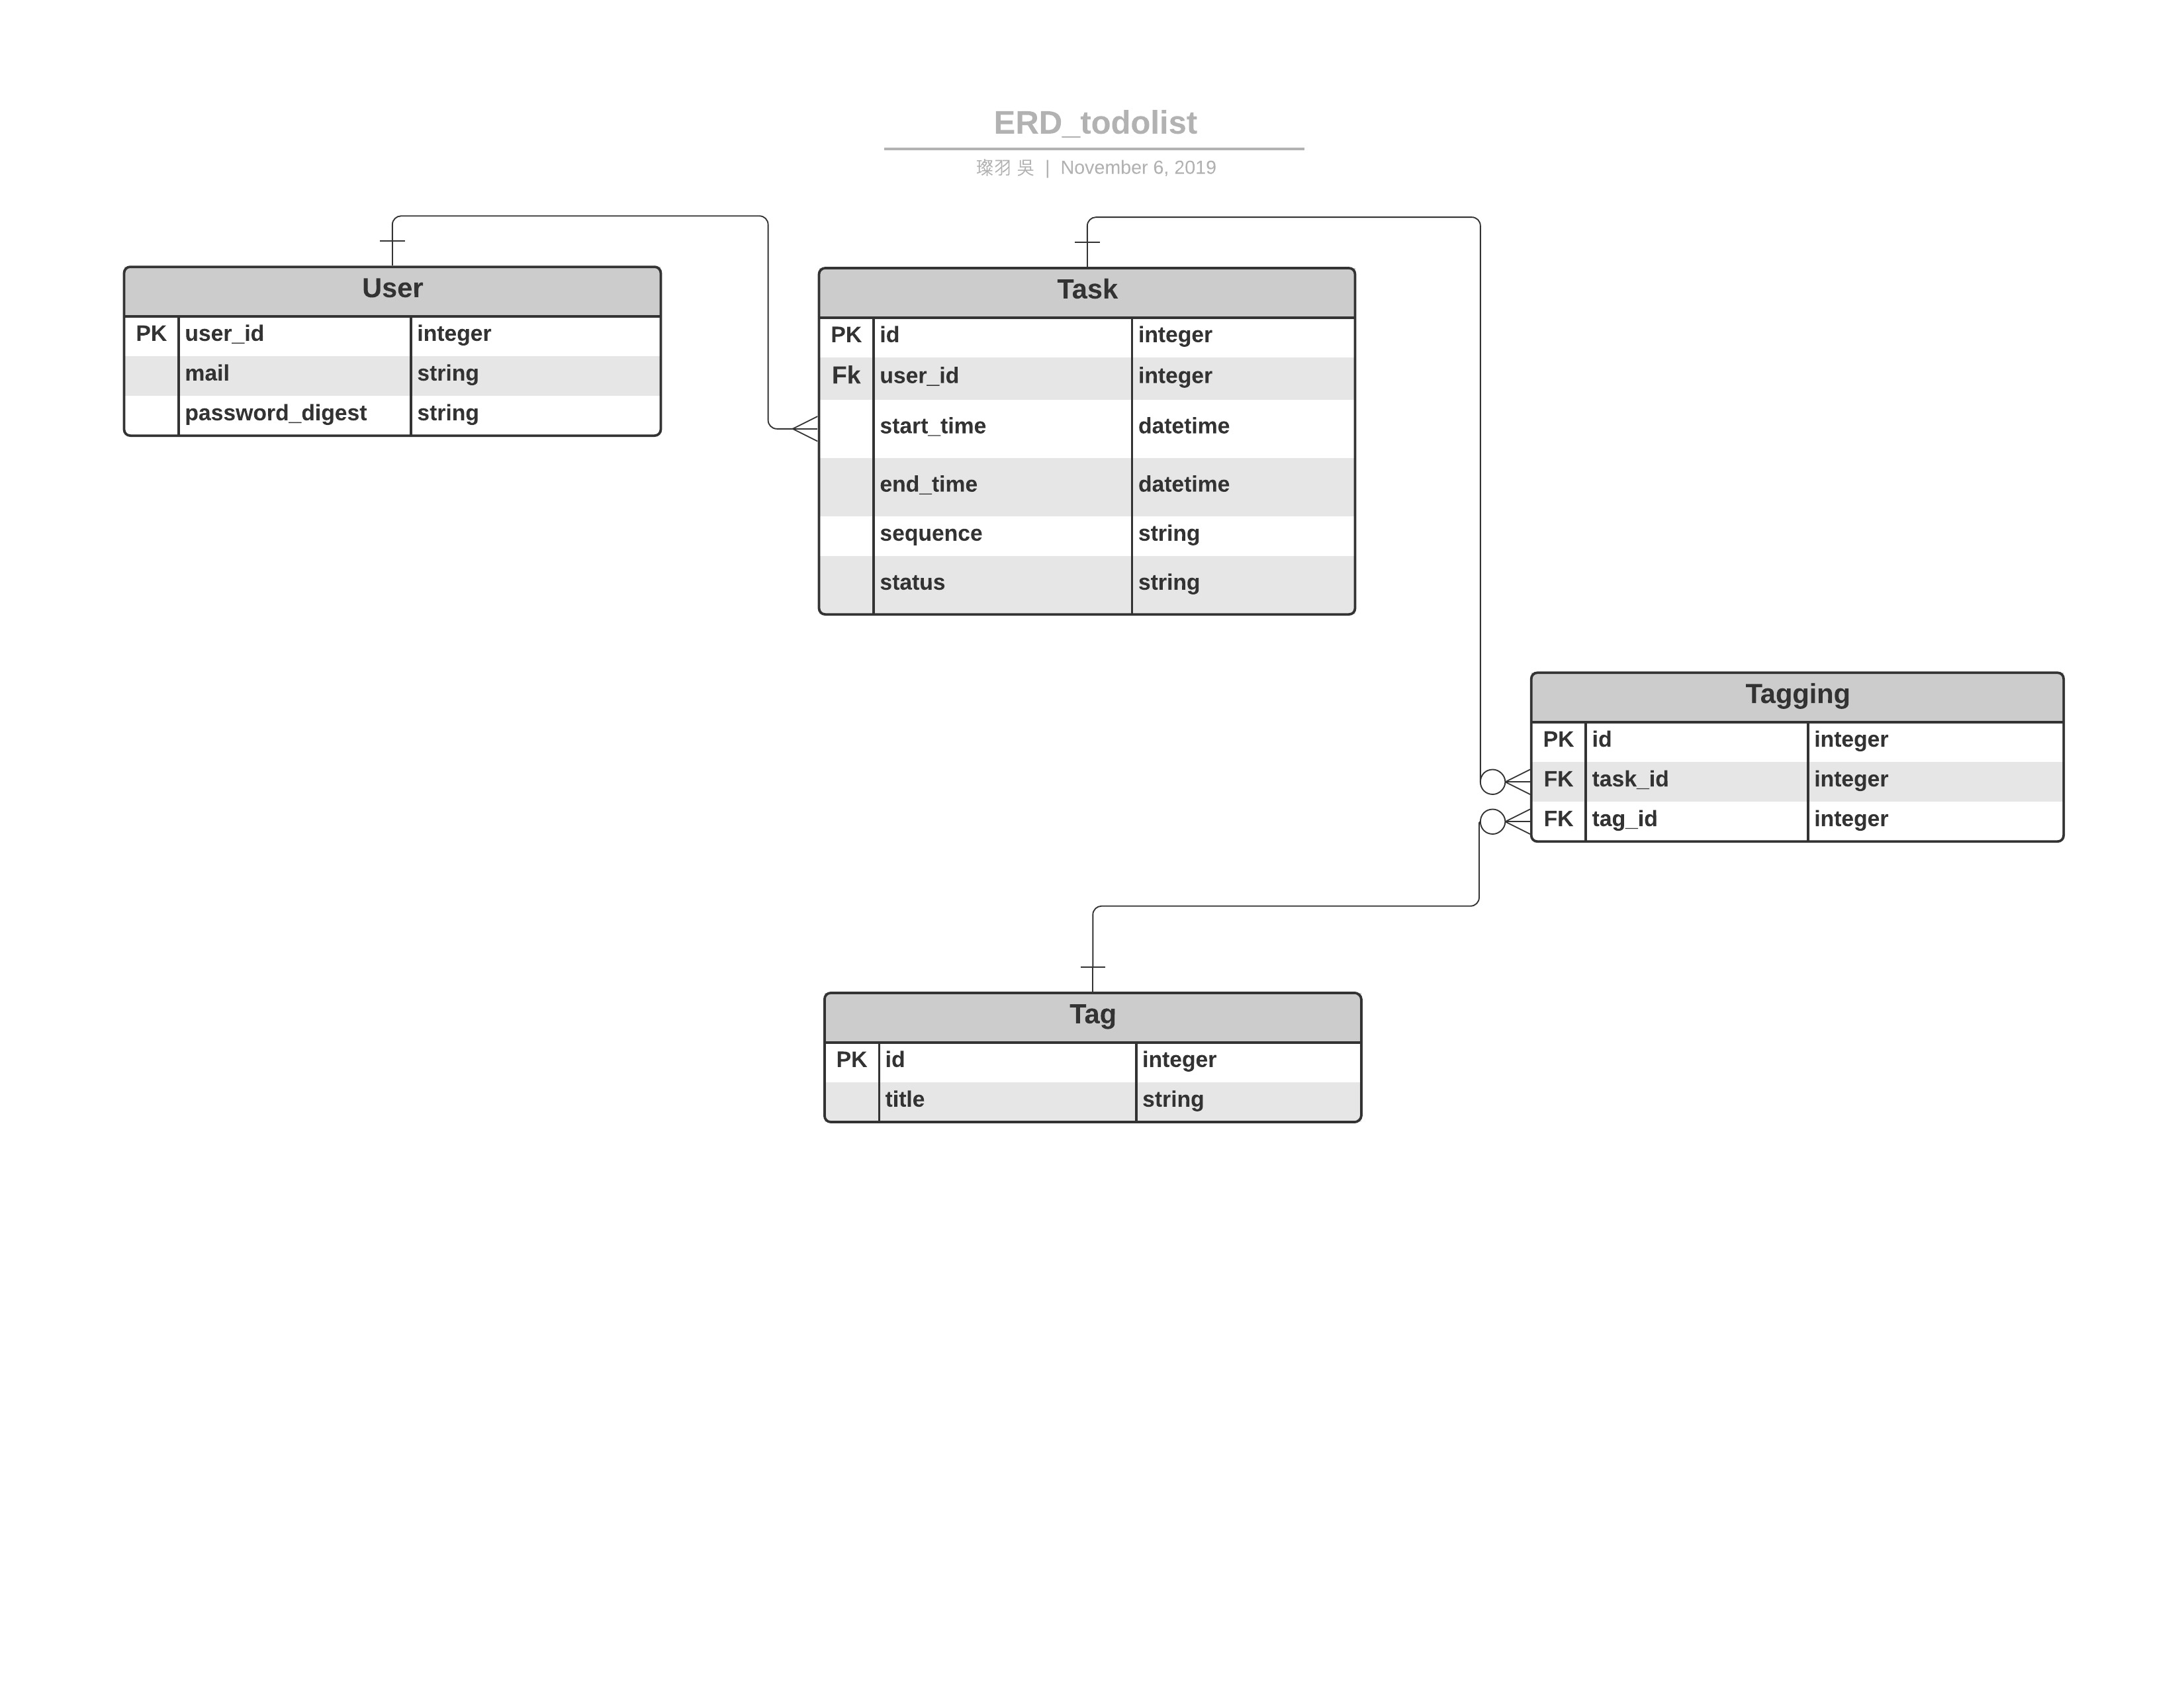 ERD_todolist
璨羽 吳 | November 6, 2019
User
PK user_id integer
mail string
password_digest string
Task
PK id integer
Fk user_id integer
start_time datetime
end_time datetime
sequence string
status string
Tagging
PK id integer
FK task_id integer
FK tag_id integer
Tag
PK id integer
title string